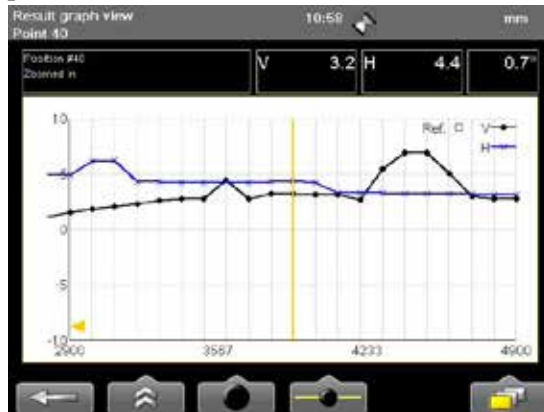 Result graph view
10:58
mm
Point 40
Position #40
Zoomed in
V 3.2
H 4.4
0.7°
10
5
0
-5
-10
Ref.
V
H
2900
3567
4233
4900